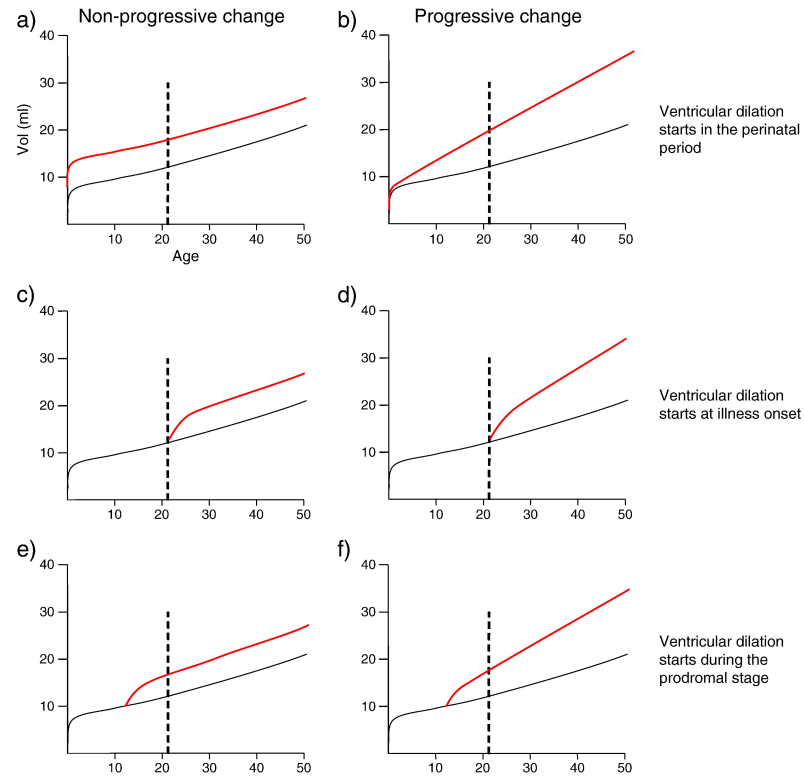 Non-progressive change
Progressive change
a)
40
30
20
10
Vol (ml)
10 20 30 40 50
Age
b)
40
30
20
10
10 20 30 40 50
Ventricular dilation
starts in the perinatal
period
c)
40
30
20
10
10 20 30 40 50
d)
40
30
20
10
10 20 30 40 50
Ventricular dilation
starts at illness onset
e)
40
30
20
10
10 20 30 40 50
f)
40
30
20
10
10 20 30 40 50
Ventricular dilation
starts during the
prodromal stage